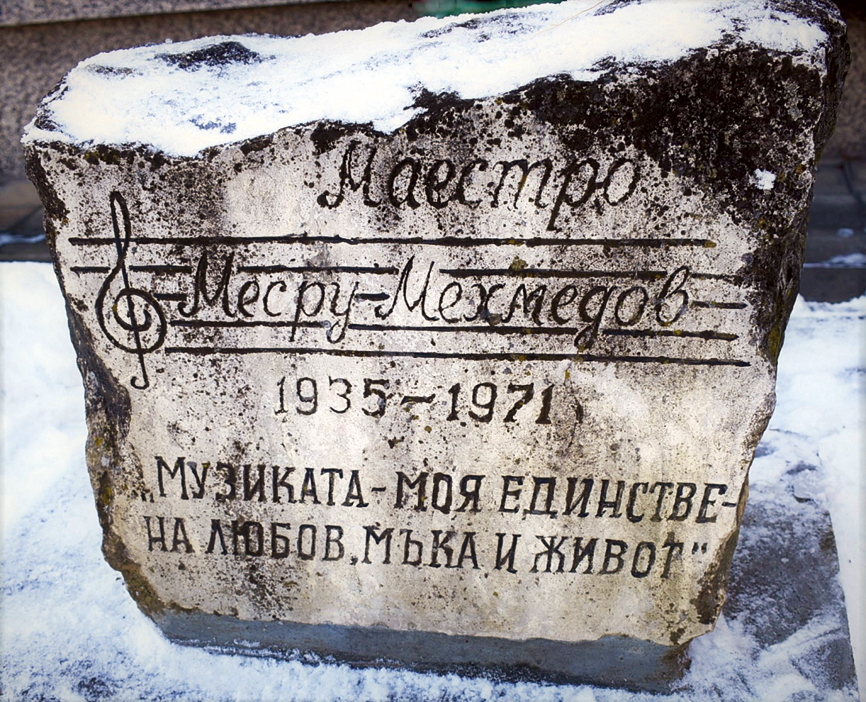 Маестро
Месру Мехмедов
1935-1971
„МУЗИКАТА-МОЯ ЕДИНСТВЕ-
НА ЛЮБОВ, МЪКА И ЖИВОТ"